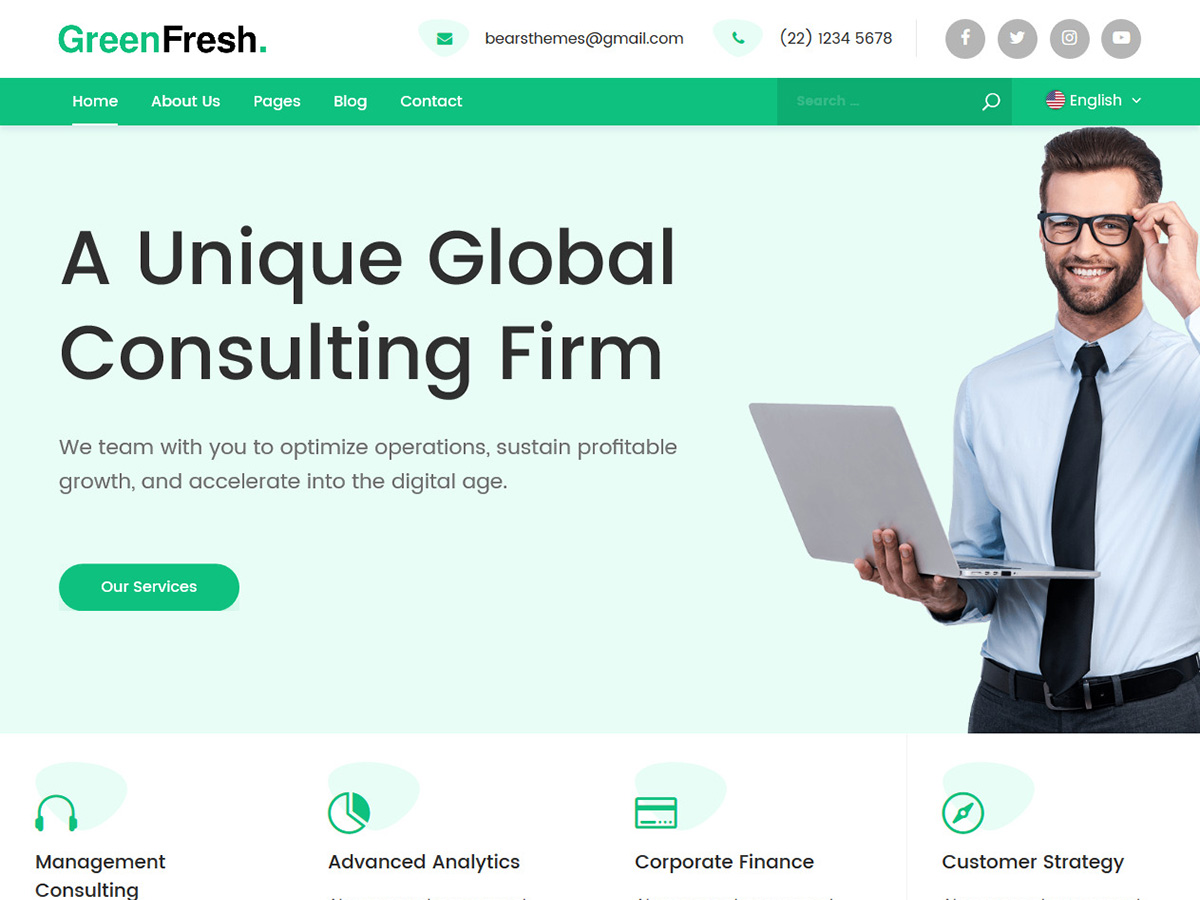 GreenFresh.
bearsthemes@gmail.com
(22) 1234 5678
Home
About Us
Pages
Blog
Contact
Search ...
English
A Unique Global
Consulting Firm
We team with you to optimize operations, sustain profitable
growth, and accelerate into the digital age.
Our Services
Management
Consulting
Advanced Analytics
Corporate Finance
Customer Strategy